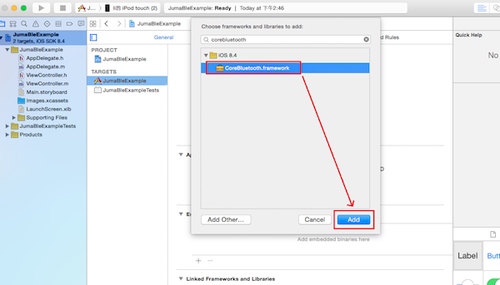 X的 iPod touch (2)
JumaBleExample: Ready | Today at 下午2:46
JumaBleExample
2 targets, iOS SDK 8.4
JumaBleExample
AppDelegate.h
AppDelegate.m
ViewController.h
ViewController.m
Main.storyboard
Images.xcassets
LaunchScreen.xib
Supporting Files
JumaBleExampleTests
Products
JumaBleExample
PROJECT
JumaBleExample
TARGETS
JumaBleExample
JumaBleExampleTests
Choose frameworks and libraries to add:
corebluetooth
iOS 8.4
CoreBluetooth.framework
Add Other...
Cancel
Add
Rules
Add embedded binaries here
Linked Frameworks and Libraries
Quick Help
No
Label